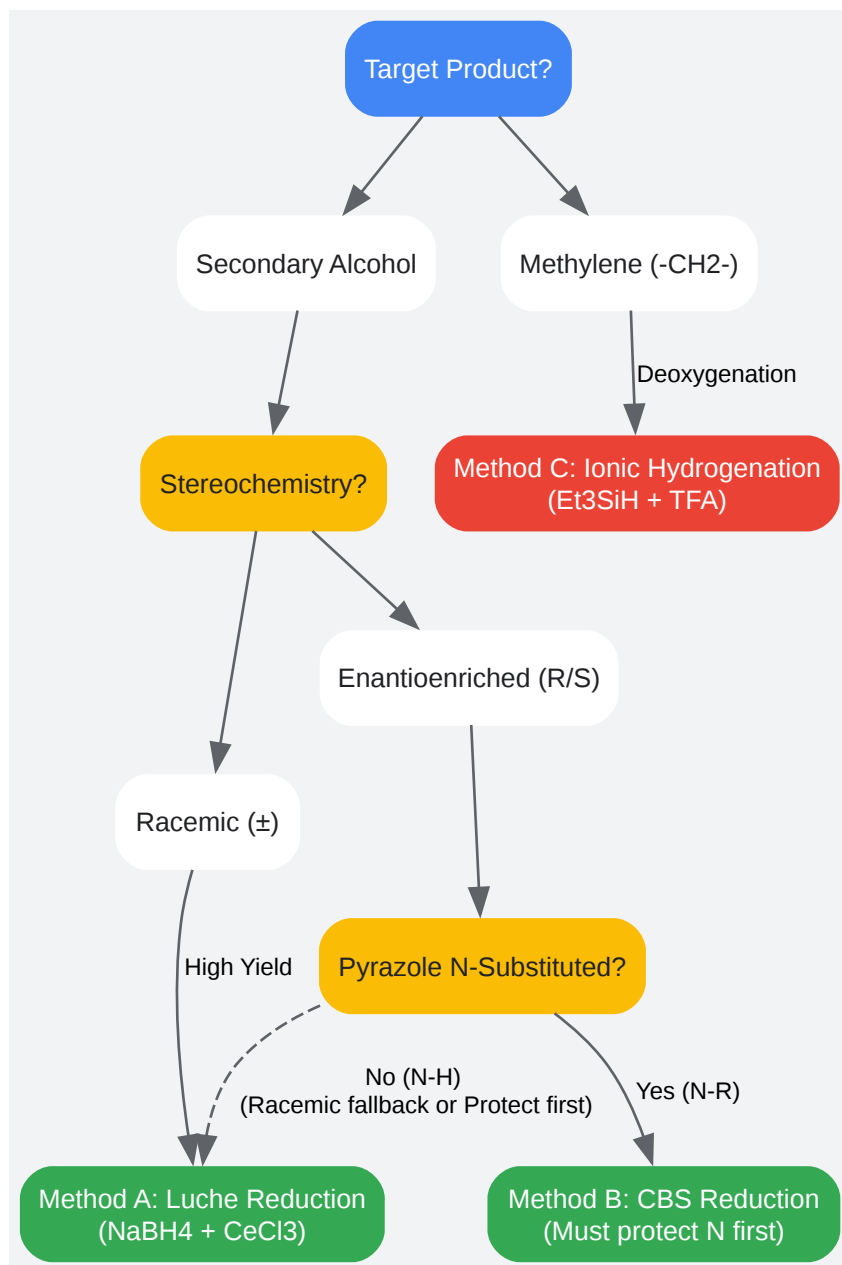 Target Product?
Secondary Alcohol
Methylene (-CH2-)
Deoxygenation
Stereochemistry?
Method C: Ionic Hydrogenation
(Et3SiH + TFA)
Enantioenriched (R/S)
Racemic (±)
High Yield
Pyrazole N-Substituted?
No (N-H)
(Racemic fallback or Protect first)
Yes (N-R)
Method A: Luche Reduction
(NaBH4 + CeCl3)
Method B: CBS Reduction
(Must protect N first)